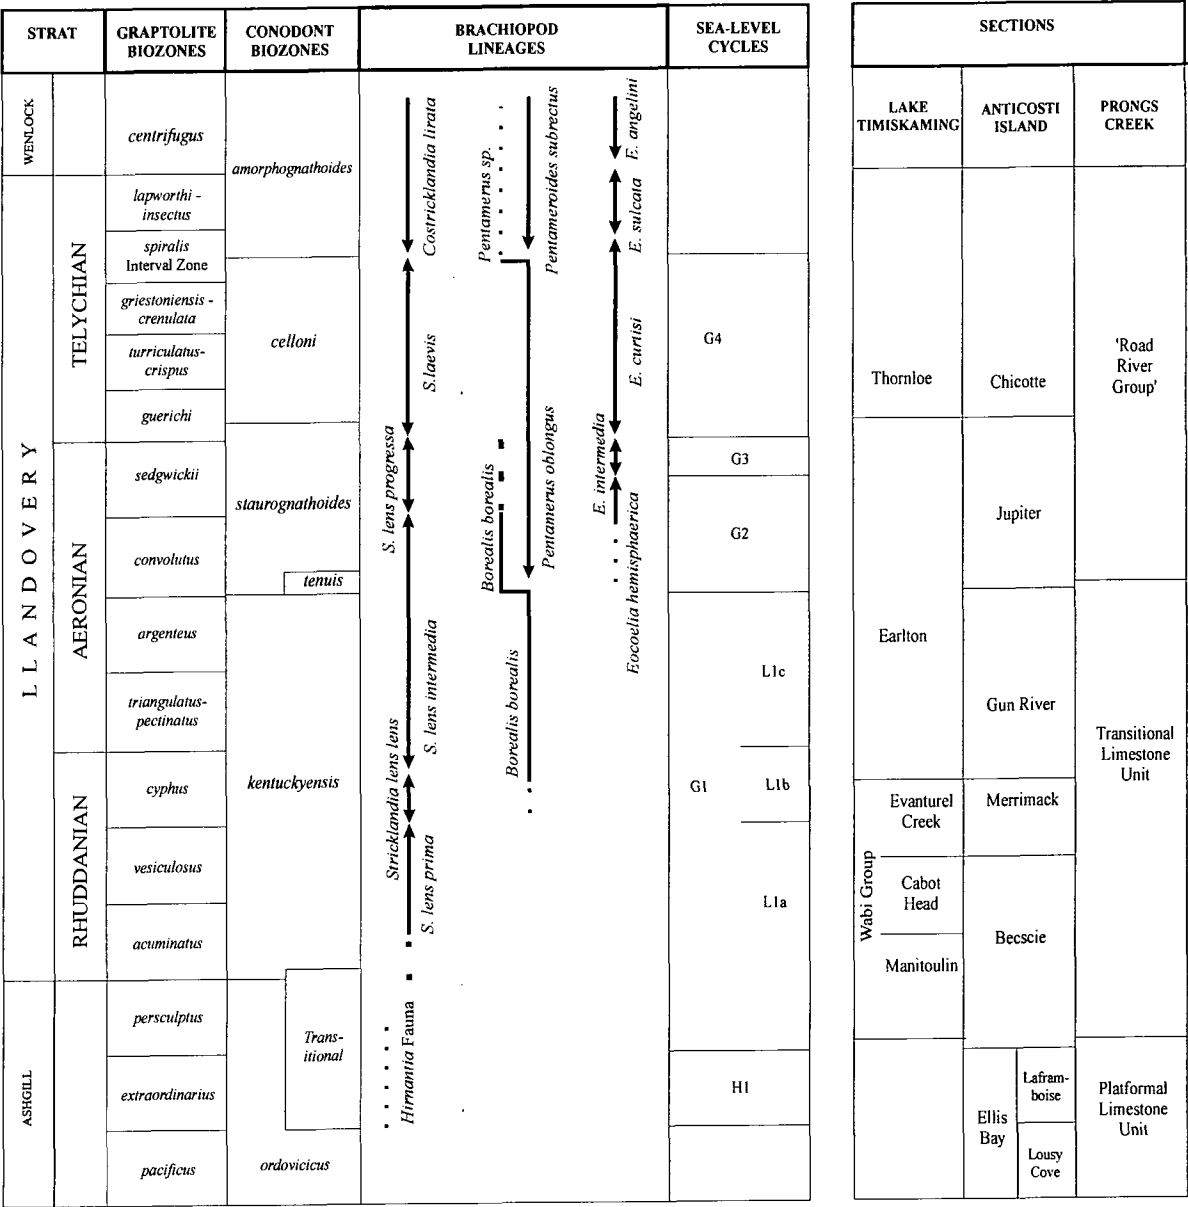 STRAT
GRAPTOLITE
BIOZONES
CONODONT
BIOZONES
BRACHIOPOD
LINEAGES
SEA-LEVEL
CYCLES
SECTIONS
LAKE
TIMISKAMING
ANTICOSTI
ISLAND
PRONGS
CREEK
WENLOCK
LLANDOVERY
ASHGILL
TELYCHIAN
AERONIAN
RHUDDANIAN
centrifugus
lapworthi -
insectus
spiralis
Interval Zone
griestoniensis -
crenulata
turriculatus-
crispus
guerichi
sedgwickii
convolutus
argenteus
triangulatus-
pectinatus
cyphus
vesiculosus
acuminatus
persculptus
extraordinarius
pacificus
amorphognathoides
celloni
staurognathoides
tenuis
kentuckyensis
Trans-
itional
ordovicicus
Costricklandia lirata
S.laevis
S. lens progressa
S. lens intermedia
Stricklandia lens lens
S. lens prima
Hirnantia Fauna
Pentamerus sp.
Pentameroides subrectus
Pentamerus oblongus
Borealis borealis
Borealis borealis
E. angelini
E. sulcata
E. curtisi
E. intermedia
Eocoelia hemisphaerica
G4
G3
G2
G1
L1c
L1b
L1a
H1
Thornloe
Earlton
Wabi Group
Evanturel
Creek
Cabot
Head
Manitoulin
Chicotte
Jupiter
Gun River
Merrimack
Becscie
Ellis
Bay
Lafram-
boise
Lousy
Cove
'Road
River
Group'
Transitional
Limestone
Unit
Platformal
Limestone
Unit